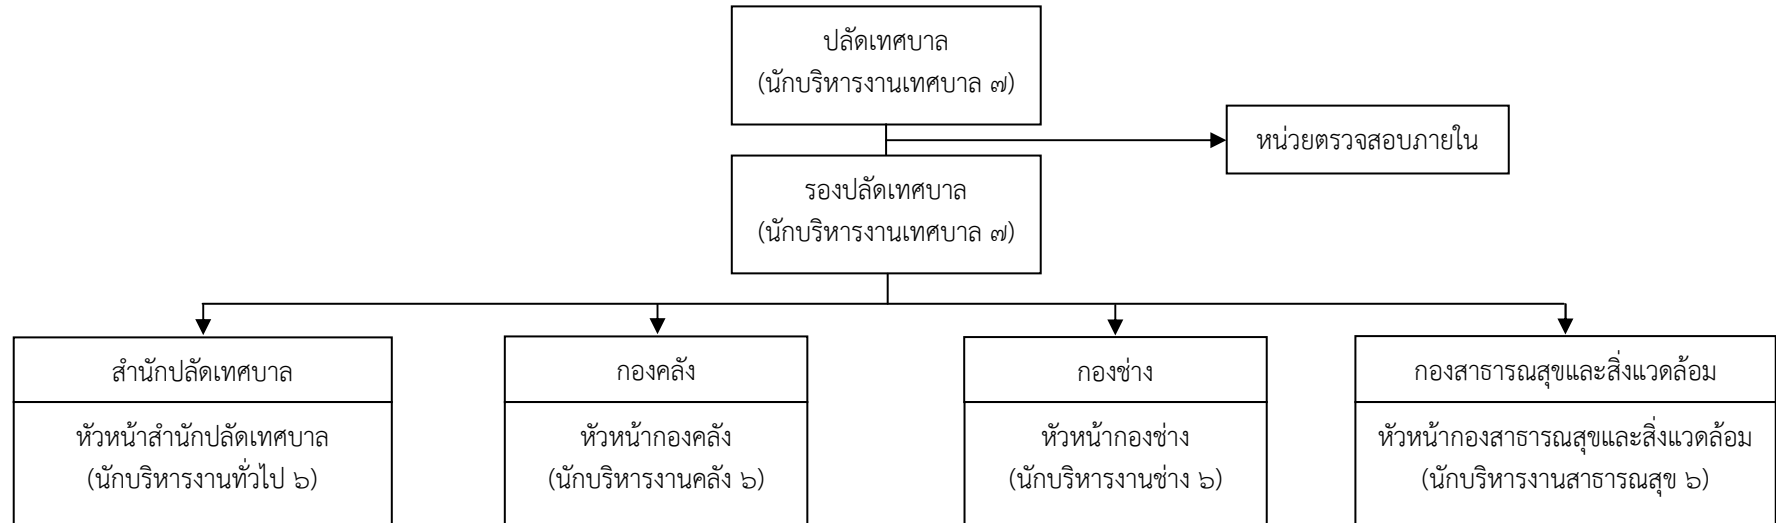 ปลัดเทศบาล
(นักบริหารงานเทศบาล ๗)
หน่วยตรวจสอบภายใน
รองปลัดเทศบาล
(นักบริหารงานเทศบาล ๗)
สำนักปลัดเทศบาล
หัวหน้าสำนักปลัดเทศบาล
(นักบริหารงานทั่วไป ๖)
กองคลัง
หัวหน้ากองคลัง
(นักบริหารงานคลัง ๖)
กองช่าง
หัวหน้ากองช่าง
(นักบริหารงานช่าง ๖)
กองสาธารณสุขและสิ่งแวดล้อม
หัวหน้ากองสาธารณสุขและสิ่งแวดล้อม
(นักบริหารงานสาธารณสุข ๖)